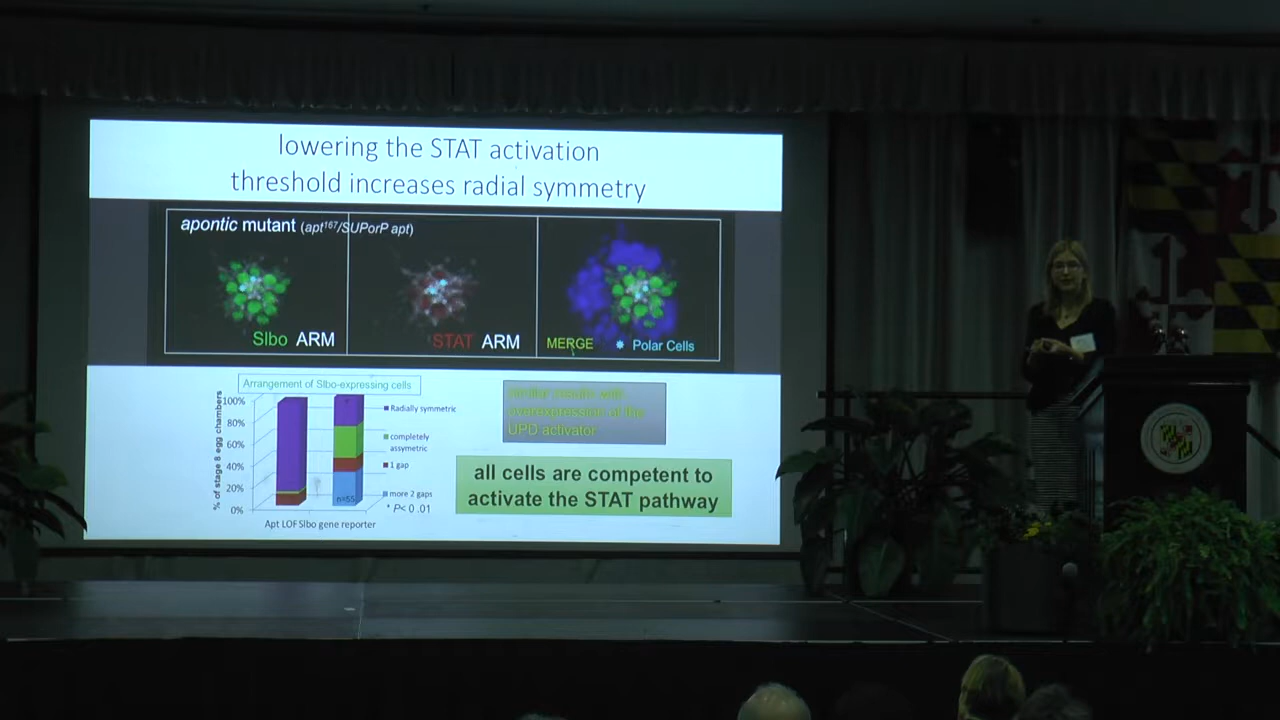 lowering the STAT activation
threshold increases radial symmetry
apontic mutant (apt167/SUPorP apt)
Slbo ARM
STAT ARM
MERGE
Polar Cells
Arrangement of Slbo-expressing cells
% of stage 8 egg chambers
100%
80%
60%
40%
20%
0%
n=55
Apt LOF Slbo gene reporter
Radially symmetric
completely
assymetric
1 gap
more 2 gaps
* P< 0 .01
similar results with
overexpression of the
UPD activator
all cells are competent to
activate the STAT pathway